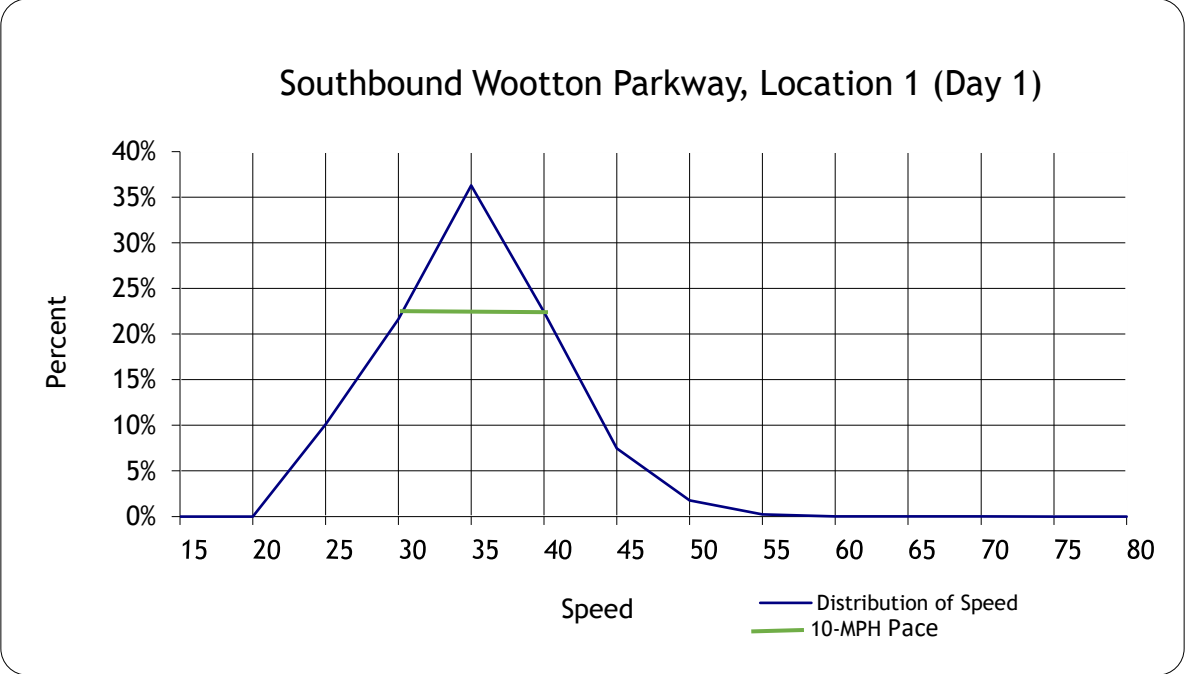 Southbound Wootton Parkway, Location 1 (Day 1)
40%
35%
30%
25%
20%
15%
10%
5%
0%
Percent
15 20 25 30 35 40 45 50 55 60 65 70 75 80
Speed
Distribution of Speed
10-MPH Pace